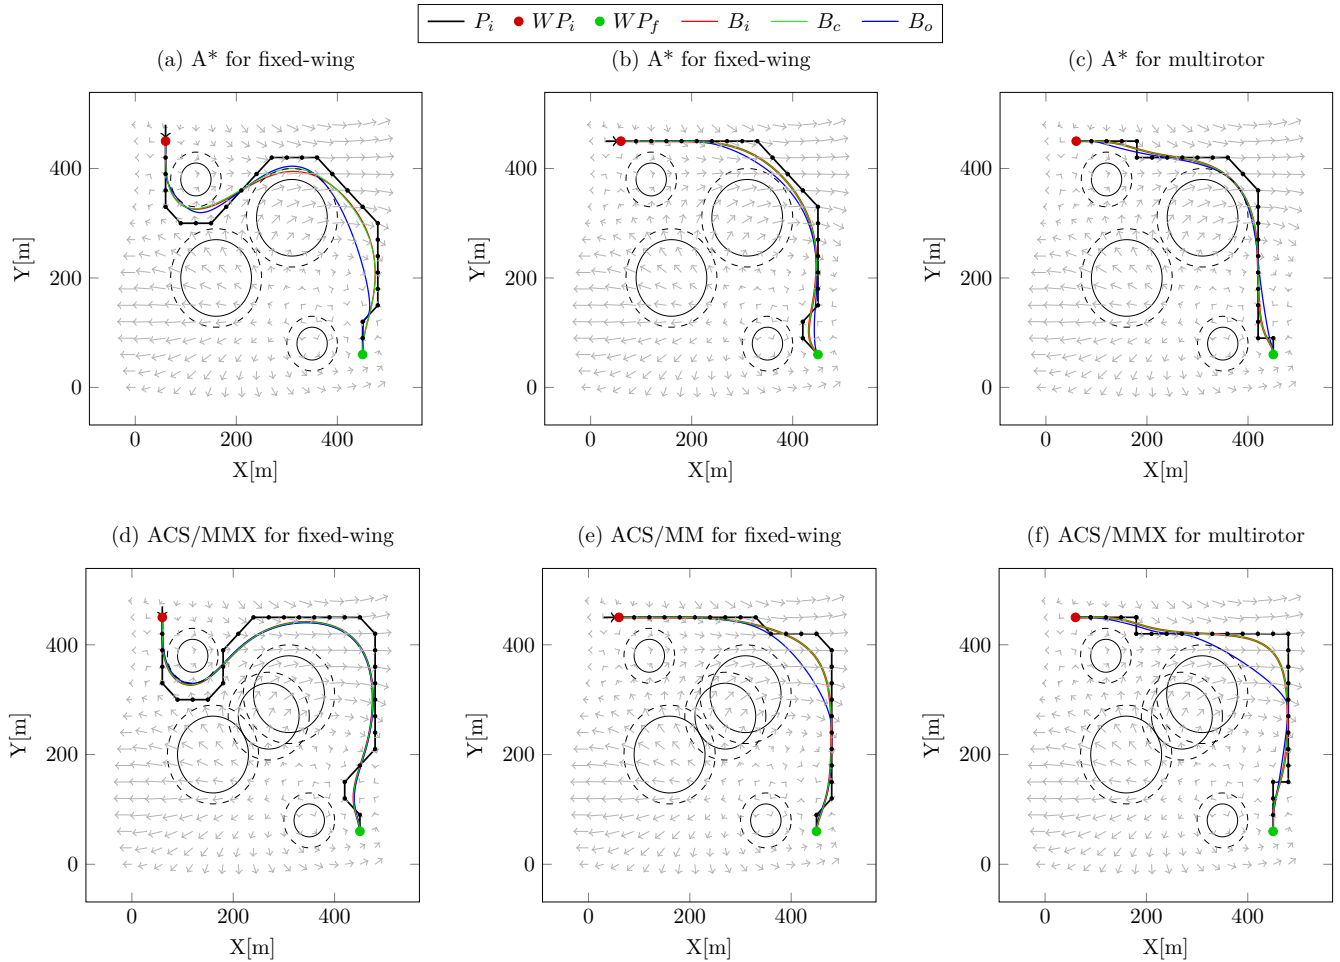 P_i WP_i WP_f B_i B_c B_o
(a) A* for fixed-wing
(b) A* for fixed-wing
(c) A* for multirotor
Y[m]
400
200
0
0 200 400
X[m]
Y[m]
400
200
0
0 200 400
X[m]
Y[m]
400
200
0
0 200 400
X[m]
(d) ACS/MMX for fixed-wing
(e) ACS/MM for fixed-wing
(f) ACS/MMX for multirotor
Y[m]
400
200
0
0 200 400
X[m]
Y[m]
400
200
0
0 200 400
X[m]
Y[m]
400
200
0
0 200 400
X[m]